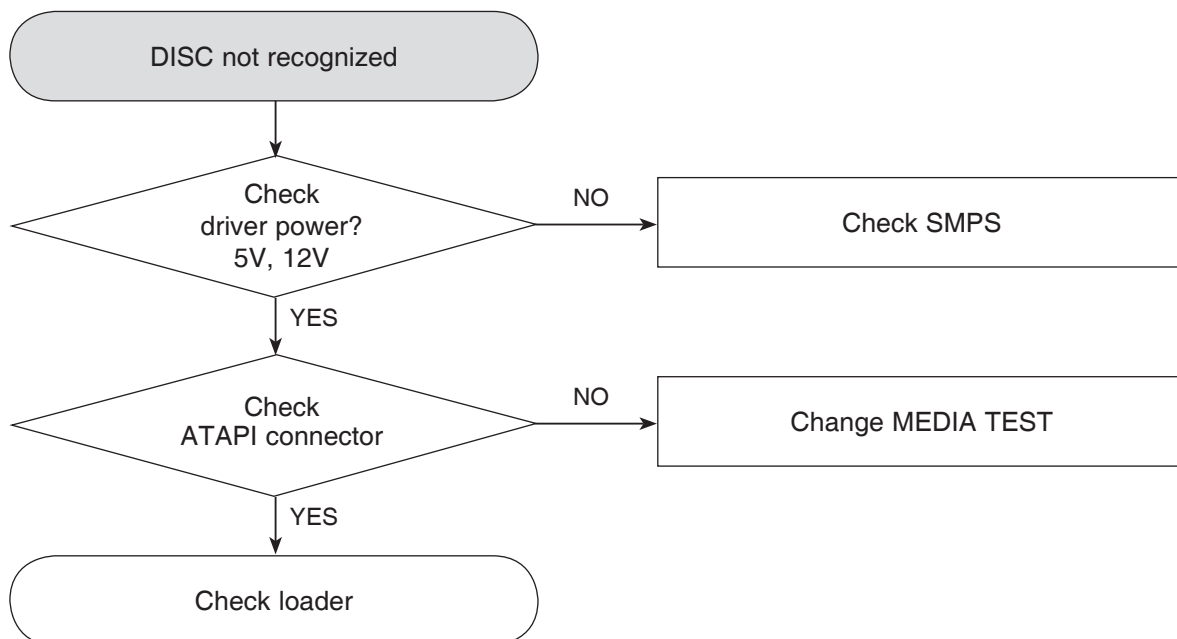 DISC not recognized
Check
driver power?
5V, 12V
NO
Check SMPS
YES
Check
ATAPI connector
NO
Change MEDIA TEST
YES
Check loader